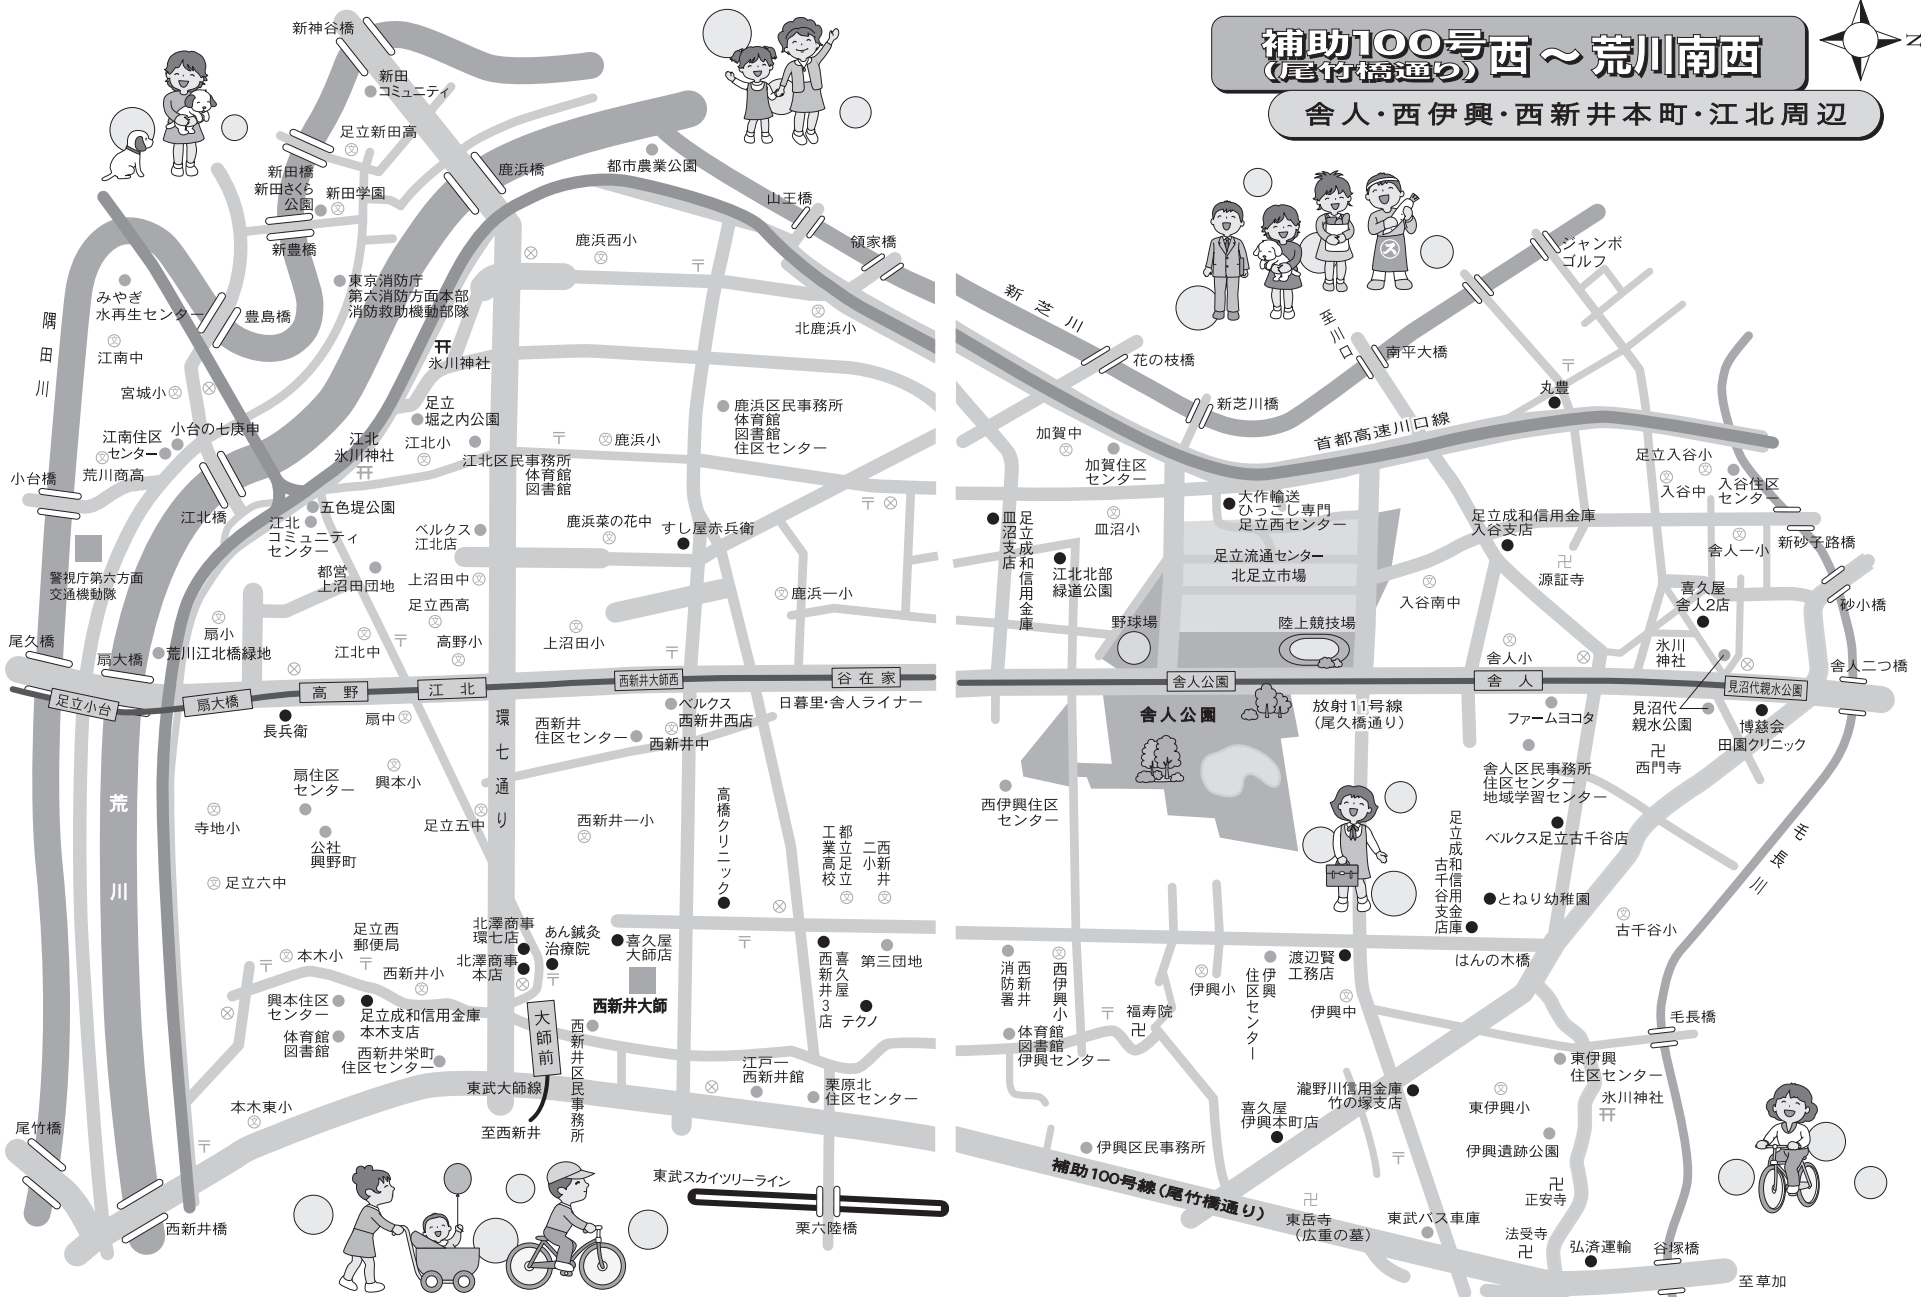 補助100号
(尾竹橋通り)
西～荒川南西
舎人・西伊興・西新井本町・江北周辺
N
新神谷橋
新田
コミュニティ
足立新田高
新田橋
新田さくら
公園
新田学園
新豊橋
鹿浜橋
都市農業公園
山王橋
領家橋
鹿浜西小
北鹿浜小
東京消防庁
第六消防方面本部
消防救助機動部隊
みやぎ
水再生センター
豊島橋
隅田川
江南中
宮城小
氷川神社
足立
堀之内公園
江南住区
センター
小台の七庚申
荒川商高
小台橋
江北
氷川神社
江北小
江北区民事務所
体育館
図書館
鹿浜小
鹿浜区民事務所
体育館
図書館
住区センター
江北橋
五色堤公園
江北
コミュニティ
センター
ベルクス
江北店
鹿浜菜の花中
すし屋赤兵衛
警視庁第六方面
交通機動隊
都営
上沼田団地
上沼田中
足立西高
鹿浜一小
扇小
江北中
高野小
上沼田小
尾久橋
扇大橋
荒川江北橋緑地
足立小台
扇大橋
高野
江北
西新井大師西
谷在家
日暮里・舎人ライナー
長兵衛
扇中
環七通り
西新井
住区センター
ベルクス
西新井西店
西新井中
扇住区
センター
興本小
荒川
寺地小
公社
興野町
足立五中
西新井一小
高橋クリニック
都立足立
工業高校
西新井
二小
足立六中
足立西
郵便局
本木小
西新井小
北澤商事
環七店
北澤商事
本店
あん鍼灸
治療院
喜久屋
大師店
西新井大師
喜久屋
西新井3店
第三団地
テクノ
興本住区
センター
足立成和信用金庫
本木支店
体育館
図書館
西新井栄町
住区センター
大師前
西新井区民事務所
東武大師線
至西新井
江戸一
西新井館
栗原北
住区センター
本木東小
尾竹橋
西新井橋
東武スカイツリーライン
栗六陸橋
新芝川
花の枝橋
新芝川橋
至川口
南平大橋
ジャンボ
ゴルフ
丸豊
首都高速川口線
加賀中
加賀住区
センター
足立入谷小
入谷中
入谷住区
センター
足立成和信用金庫
皿沼支店
皿沼小
大作輸送
ひっこし専門
足立西センター
足立流通センター
北足立市場
江北北部
緑道公園
足立成和信用金庫
入谷支店
舎人一小
新砂子路橋
源証寺
入谷南中
喜久屋
舎人2店
砂小橋
野球場
陸上競技場
舎人小
氷川
神社
舎人二つ橋
舎人公園
舎人
見沼代親水公園
舎人公園
放射11号線
(尾久橋通り)
ファームヨコタ
見沼代
親水公園
博慈会
田園クリニック
西門寺
西伊興住区
センター
舎人区民事務所
住区センター
地域学習センター
ベルクス足立古千谷店
毛長川
足立成和信用金庫
古千谷支店
とねり幼稚園
古千谷小
はんの木橋
西新井
消防署
西伊興小
伊興小
伊興
住区センター
渡辺賢
工務店
伊興中
福寿院
体育館
図書館
伊興センター
毛長橋
東伊興
住区センター
瀧野川信用金庫
竹の塚支店
喜久屋
伊興本町店
東伊興小
氷川神社
伊興区民事務所
伊興遺跡公園
補助100号線(尾竹橋通り)
正安寺
東岳寺
(広重の墓)
東武バス車庫
法受寺
弘済運輸
谷塚橋
至草加